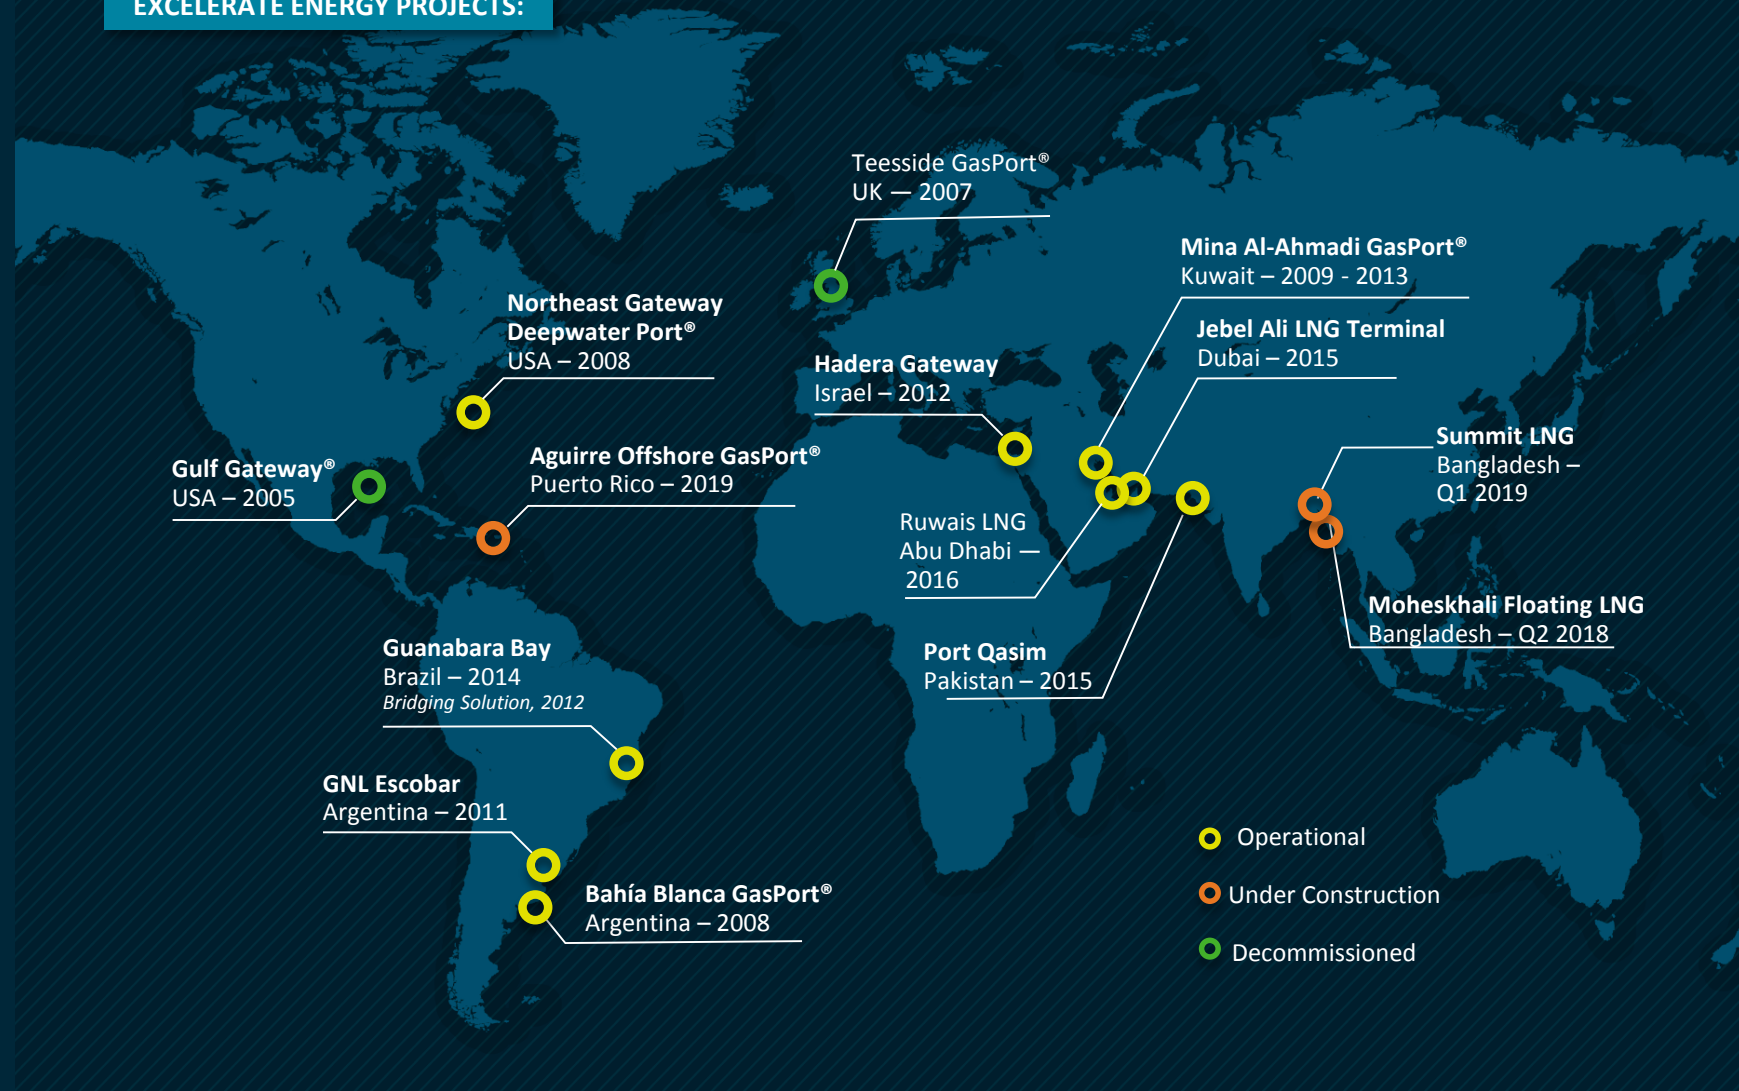 EXCELERATE ENERGY PROJECTS:
Teesside GasPort®
UK — 2007
Mina Al-Ahmadi GasPort®
Kuwait – 2009 - 2013
Northeast Gateway
Deepwater Port®
USA – 2008
Jebel Ali LNG Terminal
Dubai – 2015
Hadera Gateway
Israel – 2012
Summit LNG
Bangladesh –
Q1 2019
Gulf Gateway®
USA – 2005
Aguirre Offshore GasPort®
Puerto Rico – 2019
Ruwais LNG
Abu Dhabi —
2016
Moheskhali Floating LNG
Bangladesh – Q2 2018
Guanabara Bay
Brazil – 2014
Bridging Solution, 2012
Port Qasim
Pakistan – 2015
GNL Escobar
Argentina – 2011
Bahía Blanca GasPort®
Argentina – 2008
Operational
Under Construction
Decommissioned